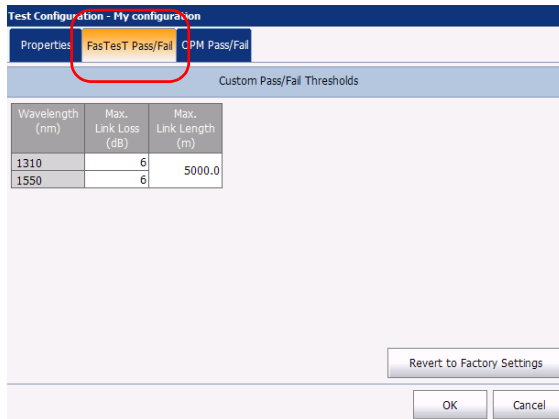 Test Configuration - My configuration
Properties FasTesT Pass/Fail OPM Pass/Fail
Custom Pass/Fail Thresholds
Wavelength (nm) Max. Link Loss (dB) Max. Link Length (m)
1310 6 5000.0
1550 6
Revert to Factory Settings
OK Cancel